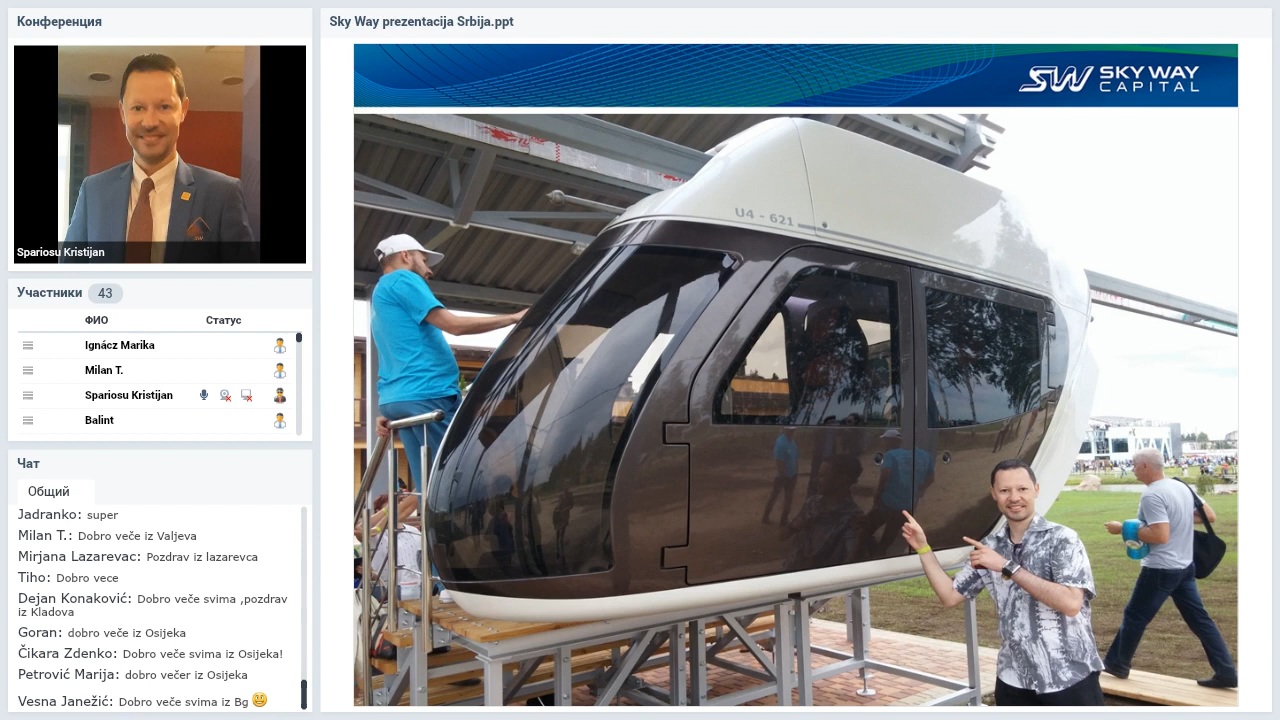 Конференция
Spariosu Kristijan
Участники 43
ФИО Статус
Ignácz Marika
Milan T.
Spariosu Kristijan
Balint
Чат
Общий
Jadranko: super
Milan T.: Dobro veče iz Valjeva
Mirjana Lazarevac: Pozdrav iz lazarevca
Tiho: Dobro vece
Dejan Konaković: Dobro veče svima ,pozdrav
iz Kladova
Goran: dobro veče iz Osijeka
Čikara Zdenko: Dobro veče svima iz Osijeka!
Petrović Marija: dobro večer iz Osijeka
Vesna Janežić: Dobro veče svima iz Bg
Sky Way prezentacija Srbija.ppt
SW SKY WAY
CAPITAL
U4 - 621